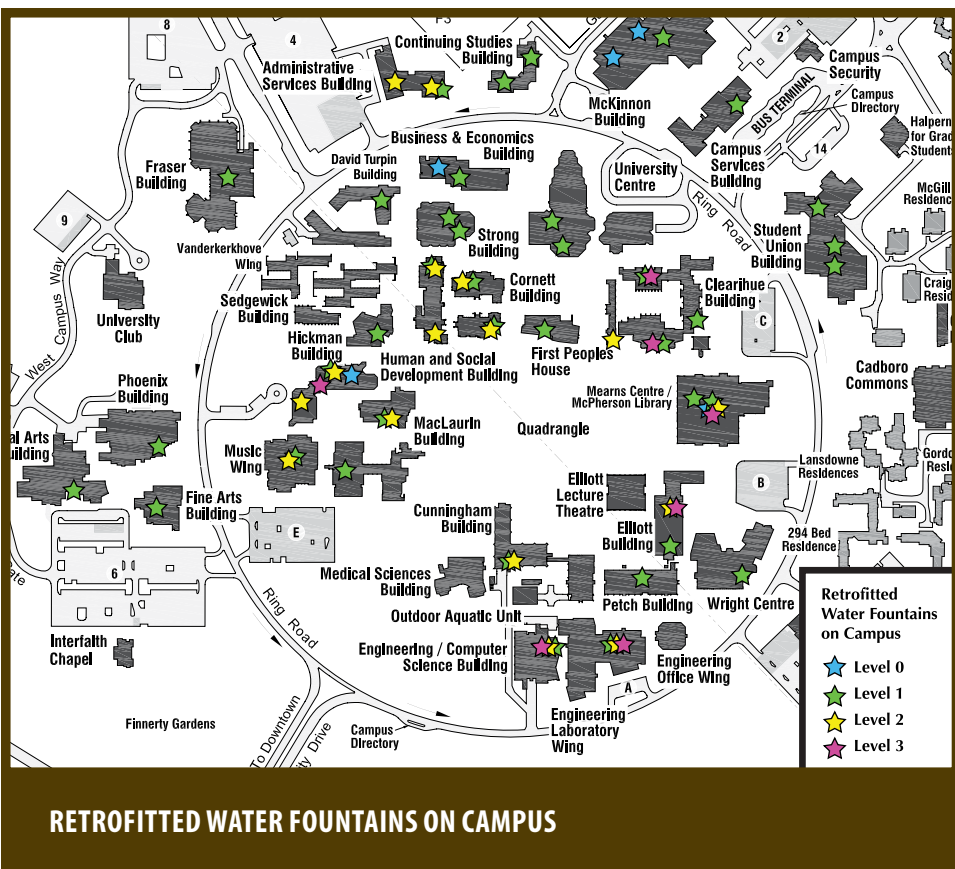 8
4
P3
G
2
Continuing Studies
Building
Administrative
Services Building
Campus
Security
McKinnon
Building
BUS TERMINAL
Campus
Directory
14
Halpern
for Grad
Students
Business & Economics
Building
David Turpin
Building
Campus
Services
Building
Fraser
Building
University
Centre
McGill
Residenc
9
Ring Road
Student
Union
Building
Vanderkerkhove
Wing
Strong
Building
West Campus Way
Sedgewick
Building
Cornett
Building
Clearihue
Building
Craig
Resid
University
Club
C
Hickman
Building
First Peoples
House
Human and Social
Development Building
Cadboro
Commons
Phoenix
Building
Mearns Centre /
McPherson Library
MacLaurin
Building
Quadrangle
al Arts
uilding
Music
Wing
Lansdowne
Residences
Gordo
Resid
B
Elliott
Lecture
Theatre
Fine Arts
Building
Cunningham
Building
E
Elliott
Building
294 Bed
Residence
6
ate
Medical Sciences
Building
Petch Building
Wright Centre
Outdoor Aquatic Unit
Ring Road
Interfaith
Chapel
Engineering / Computer
Science Building
Engineering
Office Wing
A
Finnerty Gardens
To Downtown
ity Drive
Campus
Directory
Engineering
Laboratory
Wing
Retrofitted
Water Fountains
on Campus
Level 0
Level 1
Level 2
Level 3
RETROFITTED WATER FOUNTAINS ON CAMPUS